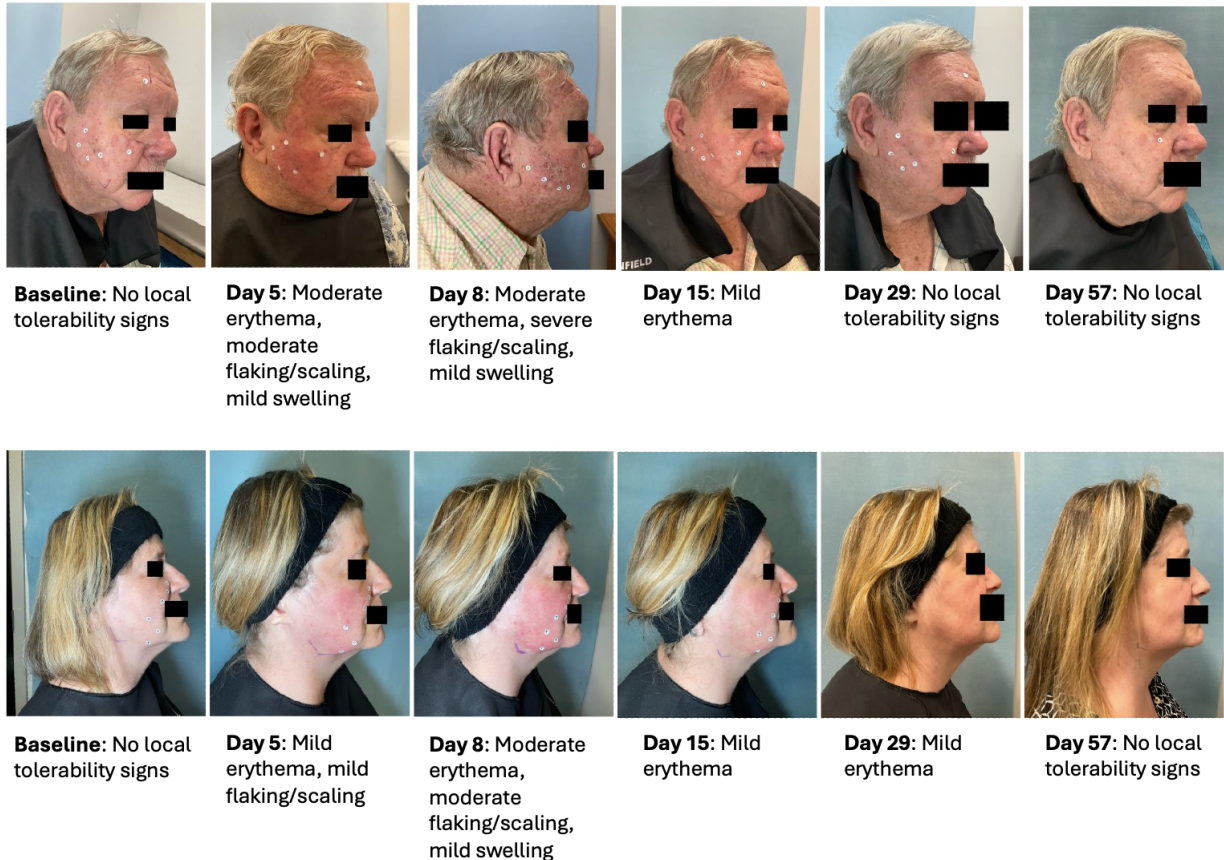 NFIELD
Baseline: No local
tolerability signs
Day 5: Moderate
erythema,
moderate
flaking/scaling,
mild swelling
Day 8: Moderate
erythema, severe
flaking/scaling,
mild swelling
Day 15: Mild
erythema
Day 29: No local
tolerability signs
Day 57: No local
tolerability signs
Baseline: No local
tolerability signs
Day 5: Mild
erythema, mild
flaking/scaling
Day 8: Moderate
erythema,
moderate
flaking/scaling,
mild swelling
Day 15: Mild
erythema
Day 29: Mild
erythema
Day 57: No local
tolerability signs